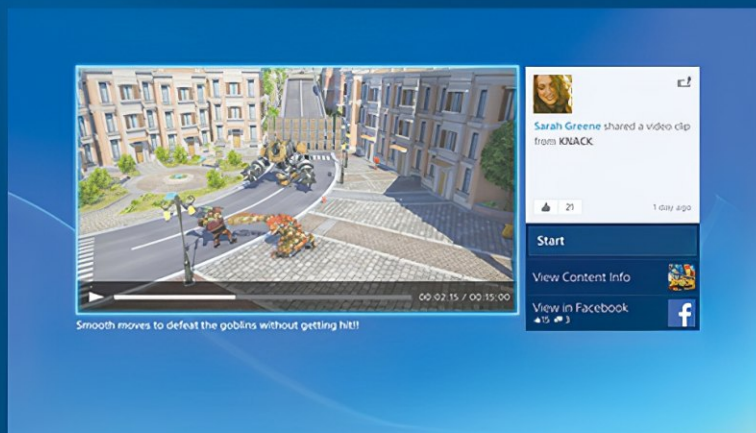 Sarah Greene shared a video clip
from KNACK
21
1 day ago
Start
View Content Info
View in Facebook
15 3
00:02:15 / 00:15:00
Smooth moves to defeat the goblins without getting hit!!